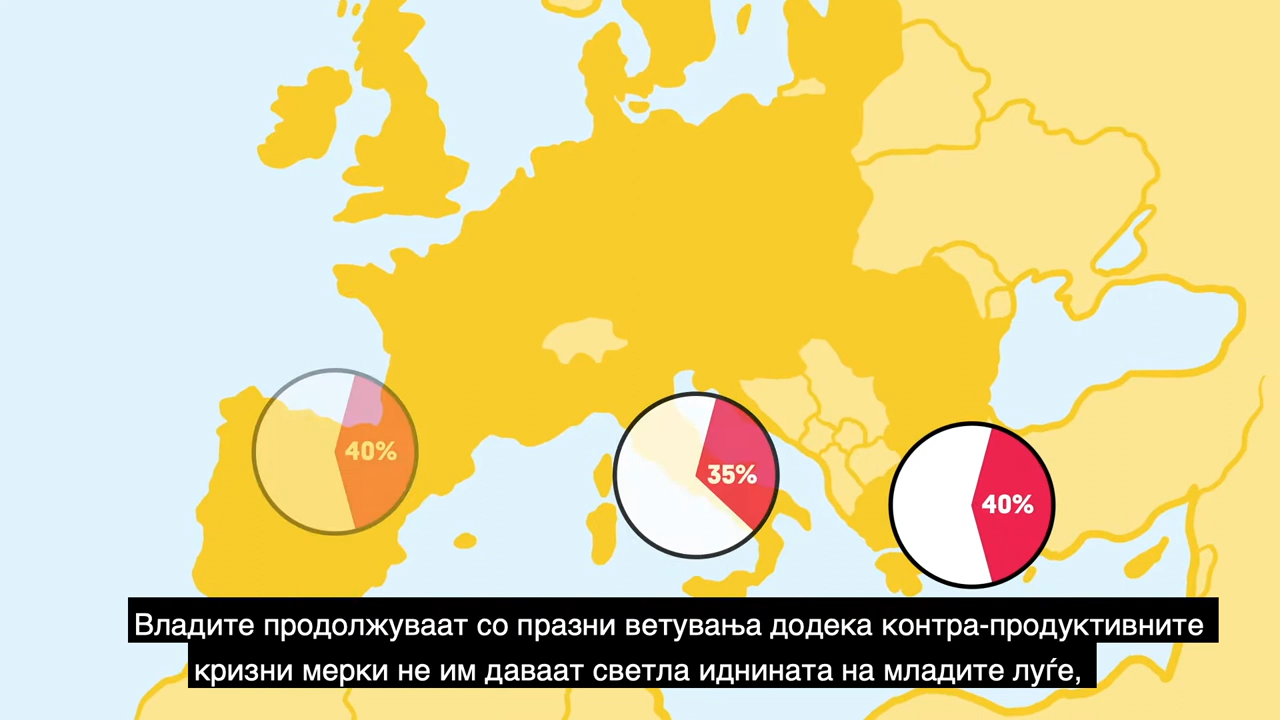 40%
35%
40%
Владите продолжуваат со празни ветувања додека контра-продуктивните
кризни мерки не им даваат светла иднината на младите луѓе,